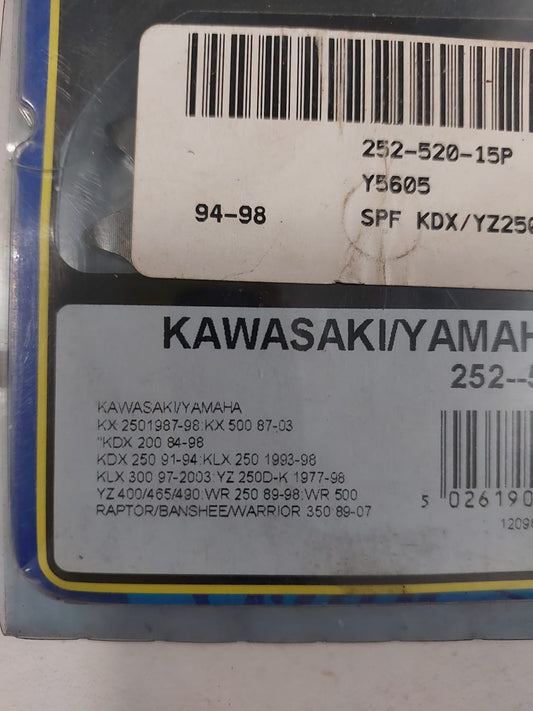 252-520-15P
Y5605
94-98 SPF KDX/YZ250
KAWASAKI/YAMAH
252--5
KAWASAKI/YAMAHA
KX 2501987-98:KX 500 87-03
"KDX 200 84-98
KDX 250 91-94:KLX 250 1993-98
KLX 300 97-2003:YZ 250D-K 1977-98
YZ 400/465/490:WR 250 89-98:WR 500
RAPTOR/BANSHEE/WARRIOR 350 89-07
5 026190
12096